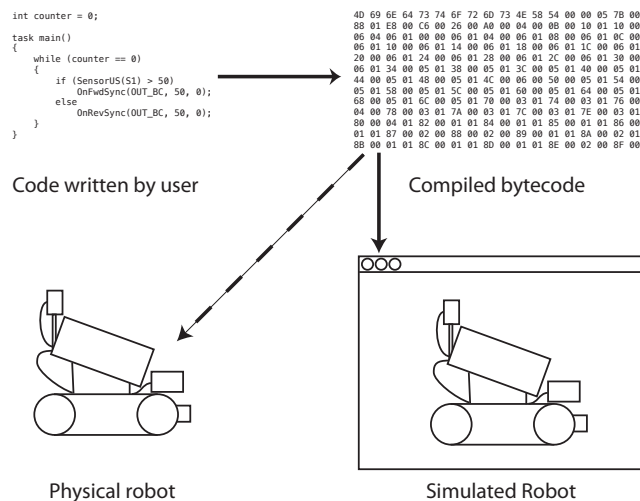 int counter = 0;
task main()
{
while (counter == 0)
{
if (SensorUS(S1) > 50)
OnFwdSync(OUT_BC, 50, 0);
else
OnRevSync(OUT_BC, 50, 0);
}
}
4D 69 6E 64 73 74 6F 72 6D 73 4E 58 54 00 00 05 7B 00
88 01 E8 00 C6 00 26 00 A0 00 04 00 0B 00 10 01 10 00
06 04 06 01 00 00 06 01 04 00 06 01 08 00 06 01 0C 00
06 01 10 00 06 01 14 00 06 01 18 00 06 01 1C 00 06 01
20 00 06 01 24 00 06 01 28 00 06 01 2C 00 06 01 30 00
06 01 34 00 05 01 38 00 05 01 3C 00 05 01 40 00 05 01
44 00 05 01 48 00 05 01 4C 00 06 00 50 00 05 01 54 00
05 01 58 00 05 01 5C 00 05 01 60 00 05 01 64 00 05 01
68 00 05 01 6C 00 05 01 70 00 03 01 74 00 03 01 76 00
04 00 78 00 03 01 7A 00 03 01 7C 00 03 01 7E 00 03 01
80 00 04 01 82 00 01 01 84 00 01 01 85 00 01 01 86 00
01 01 87 00 02 00 88 00 02 00 89 00 01 01 8A 00 02 01
8B 00 01 01 8C 00 01 01 8D 00 01 01 8E 00 02 00 8F 00
Code written by user
Compiled bytecode
Physical robot
Simulated Robot